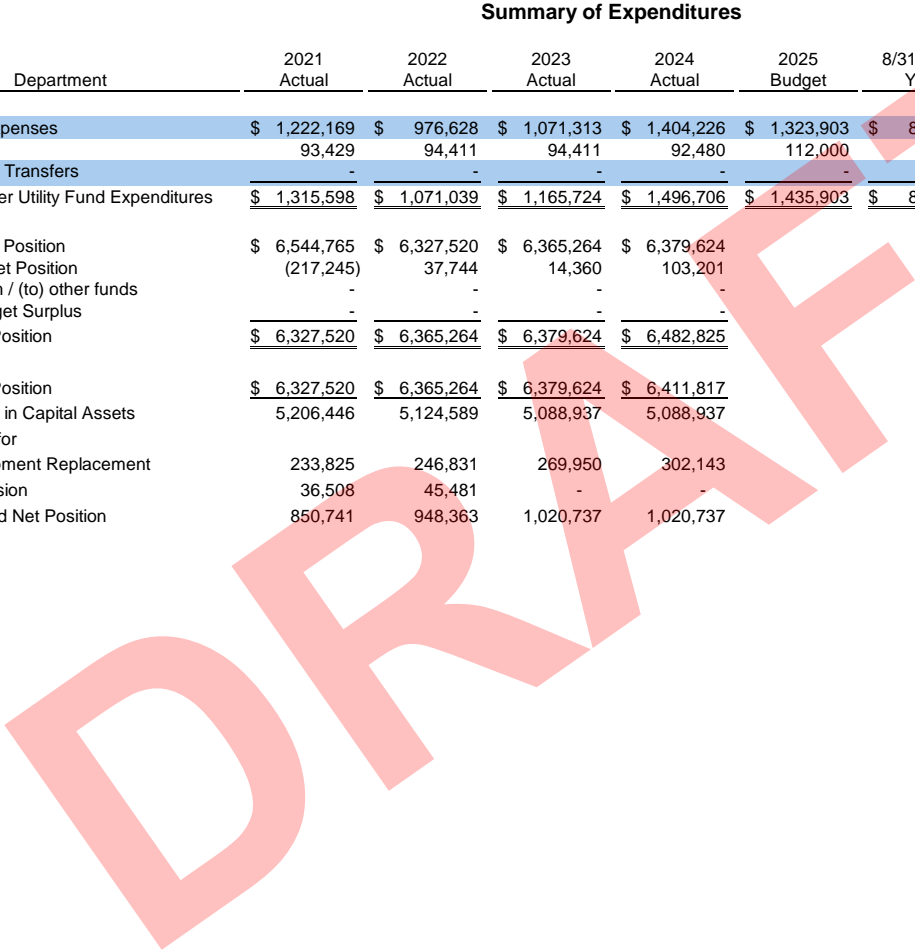 Summary of Expenditures
2021 2022 2023 2024 2025 8/31
Department Actual Actual Actual Actual Budget Y
penses $ 1,222,169 $ 976,628 $ 1,071,313 $ 1,404,226 $ 1,323,903 $ 8
93,429 94,411 94,411 92,480 112,000
Transfers - - - - -
er Utility Fund Expenditures $ 1,315,598 $ 1,071,039 $ 1,165,724 $ 1,496,706 $ 1,435,903 $ 8
Position $ 6,544,765 $ 6,327,520 $ 6,365,264 $ 6,379,624
et Position (217,245) 37,744 14,360 103,201
n / (to) other funds - - - -
get Surplus - - - -
Position $ 6,327,520 $ 6,365,264 $ 6,379,624 $ 6,482,825
Position $ 6,327,520 $ 6,365,264 $ 6,379,624 $ 6,411,817
in Capital Assets 5,206,446 5,124,589 5,088,937 5,088,937
for
pment Replacement 233,825 246,831 269,950 302,143
sion 36,508 45,481 - -
d Net Position 850,741 948,363 1,020,737 1,020,737
DRAFT